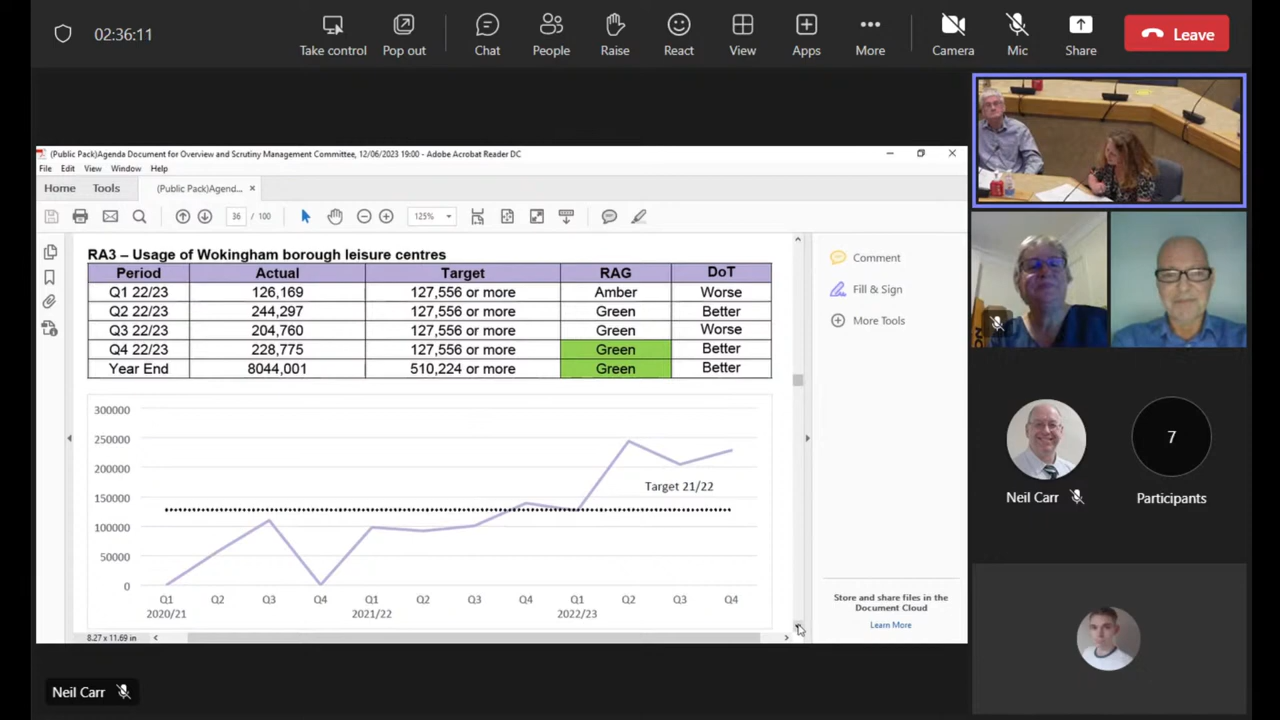 02:36:11
Take control Pop out Chat People Raise React View Apps More Camera Mic Share Leave
(Public Pack)Agenda Document for Overview and Scrutiny Management Committee, 12/06/2023 19:00 - Adobe Acrobat Reader DC
File Edit View Window Help
Home Tools (Public Pack)Agend... ×
36 / 100 125%
RA3 – Usage of Wokingham borough leisure centres
Period Actual Target RAG DoT
Q1 22/23 126,169 127,556 or more Amber Worse
Q2 22/23 244,297 127,556 or more Green Better
Q3 22/23 204,760 127,556 or more Green Worse
Q4 22/23 228,775 127,556 or more Green Better
Year End 8044,001 510,224 or more Green Better
300000
250000
200000
150000
100000
50000
0
Target 21/22
Q1 Q2 Q3 Q4 Q1 Q2 Q3 Q4 Q1 Q2 Q3 Q4
2020/21 2021/22 2022/23
8.27 x 11.69 in
Comment
Fill & Sign
More Tools
Store and share files in the
Document Cloud
Learn More
Neil Carr
7
Participants
Neil Carr